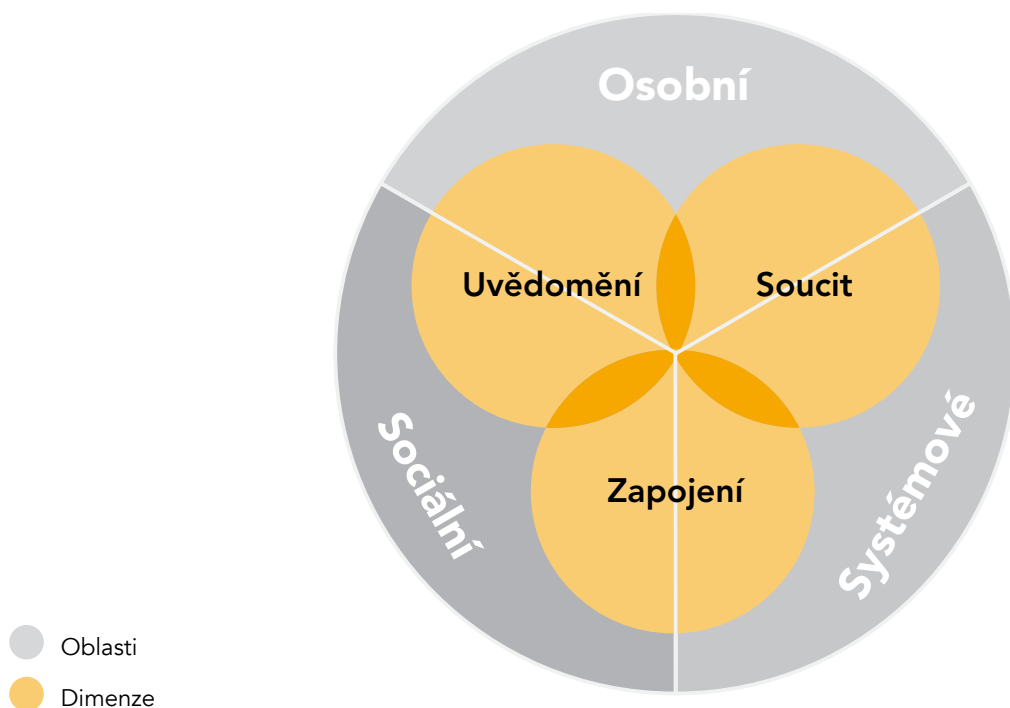 Osobní
Uvědomění
Soucit
Sociální
Systémové
Zapojení
Oblasti
Dimenze